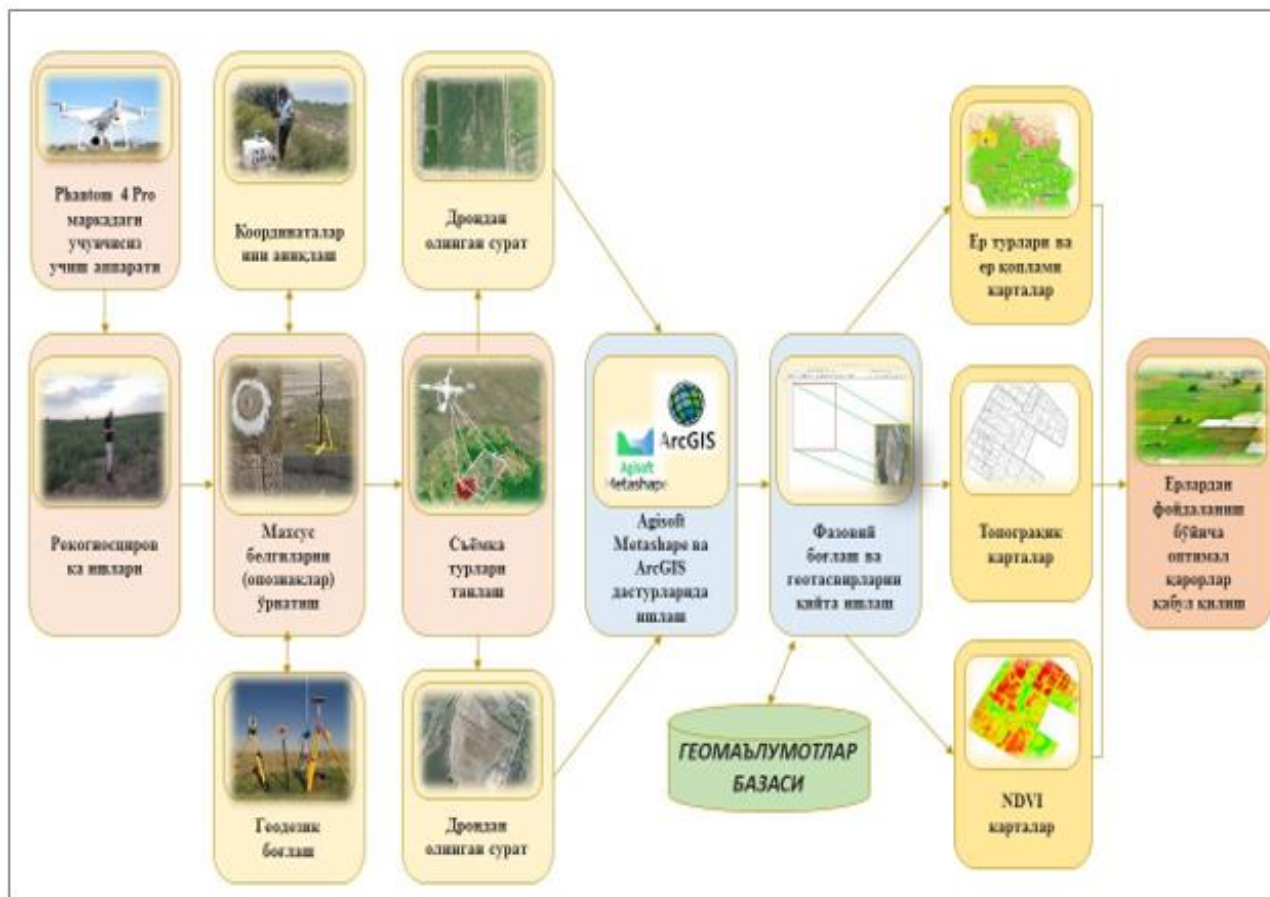 Phantom 4 Pro
маркадаги
учувчисиз
учиш аппарати
Рекогносциров
ка ишлари
Координаталар
ини аниқлаш
Махсус
белгиларни
(опознаклар)
ўрнатиш
Геодезик
боғлаш
Дрондан
олинган сурат
Съёмка
турлари
танлаш
Дрондан
олинган сурат
ArcGIS
Agisoft
Metashape
Agisoft
Metashape ва
ArcGIS
дастурларида
ишлаш
Фазовий
боғлаш ва
геотасвирларни
қийта ишлаш
ГЕОМАЪЛУМОТЛАР
БАЗАСИ
Ер турлари ва
ер қоплами
карталар
Топограқик
карталар
NDVI
карталар
Ерлардан
фойдаланиш
бўйича
оптимал
қарорлар
қабул қилиш